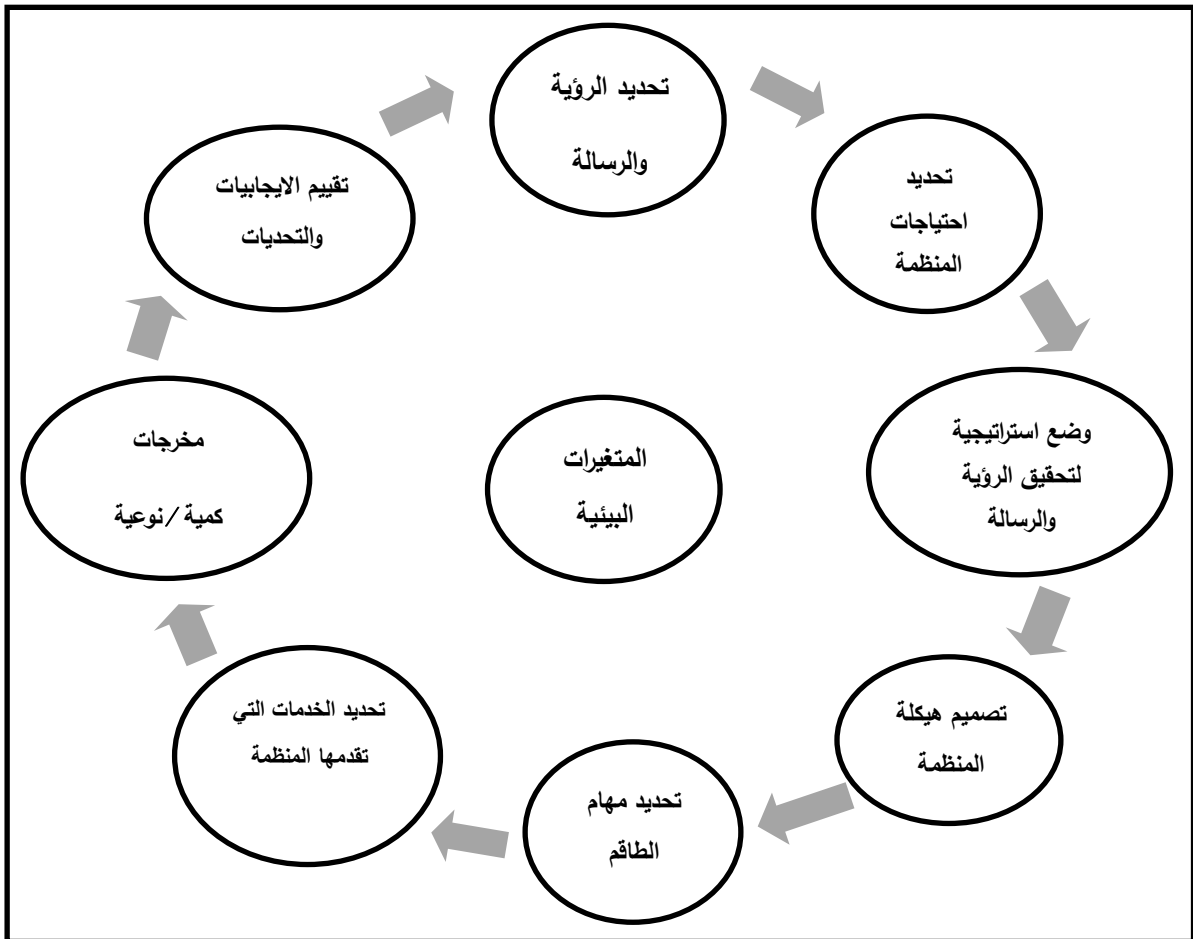 تحديد الرؤية
والرسالة
تحديد
احتياجات
المنظمة
وضع استراتيجية
لتحقيق الرؤية
والرسالة
تصميم هيكلة
المنظمة
تحديد مهام
الطاقم
تحديد الخدمات التي
تقدمها المنظمة
مخرجات
كمية /نوعية
تقييم الايجابيات
والتحديات
المتغيرات
البيئية